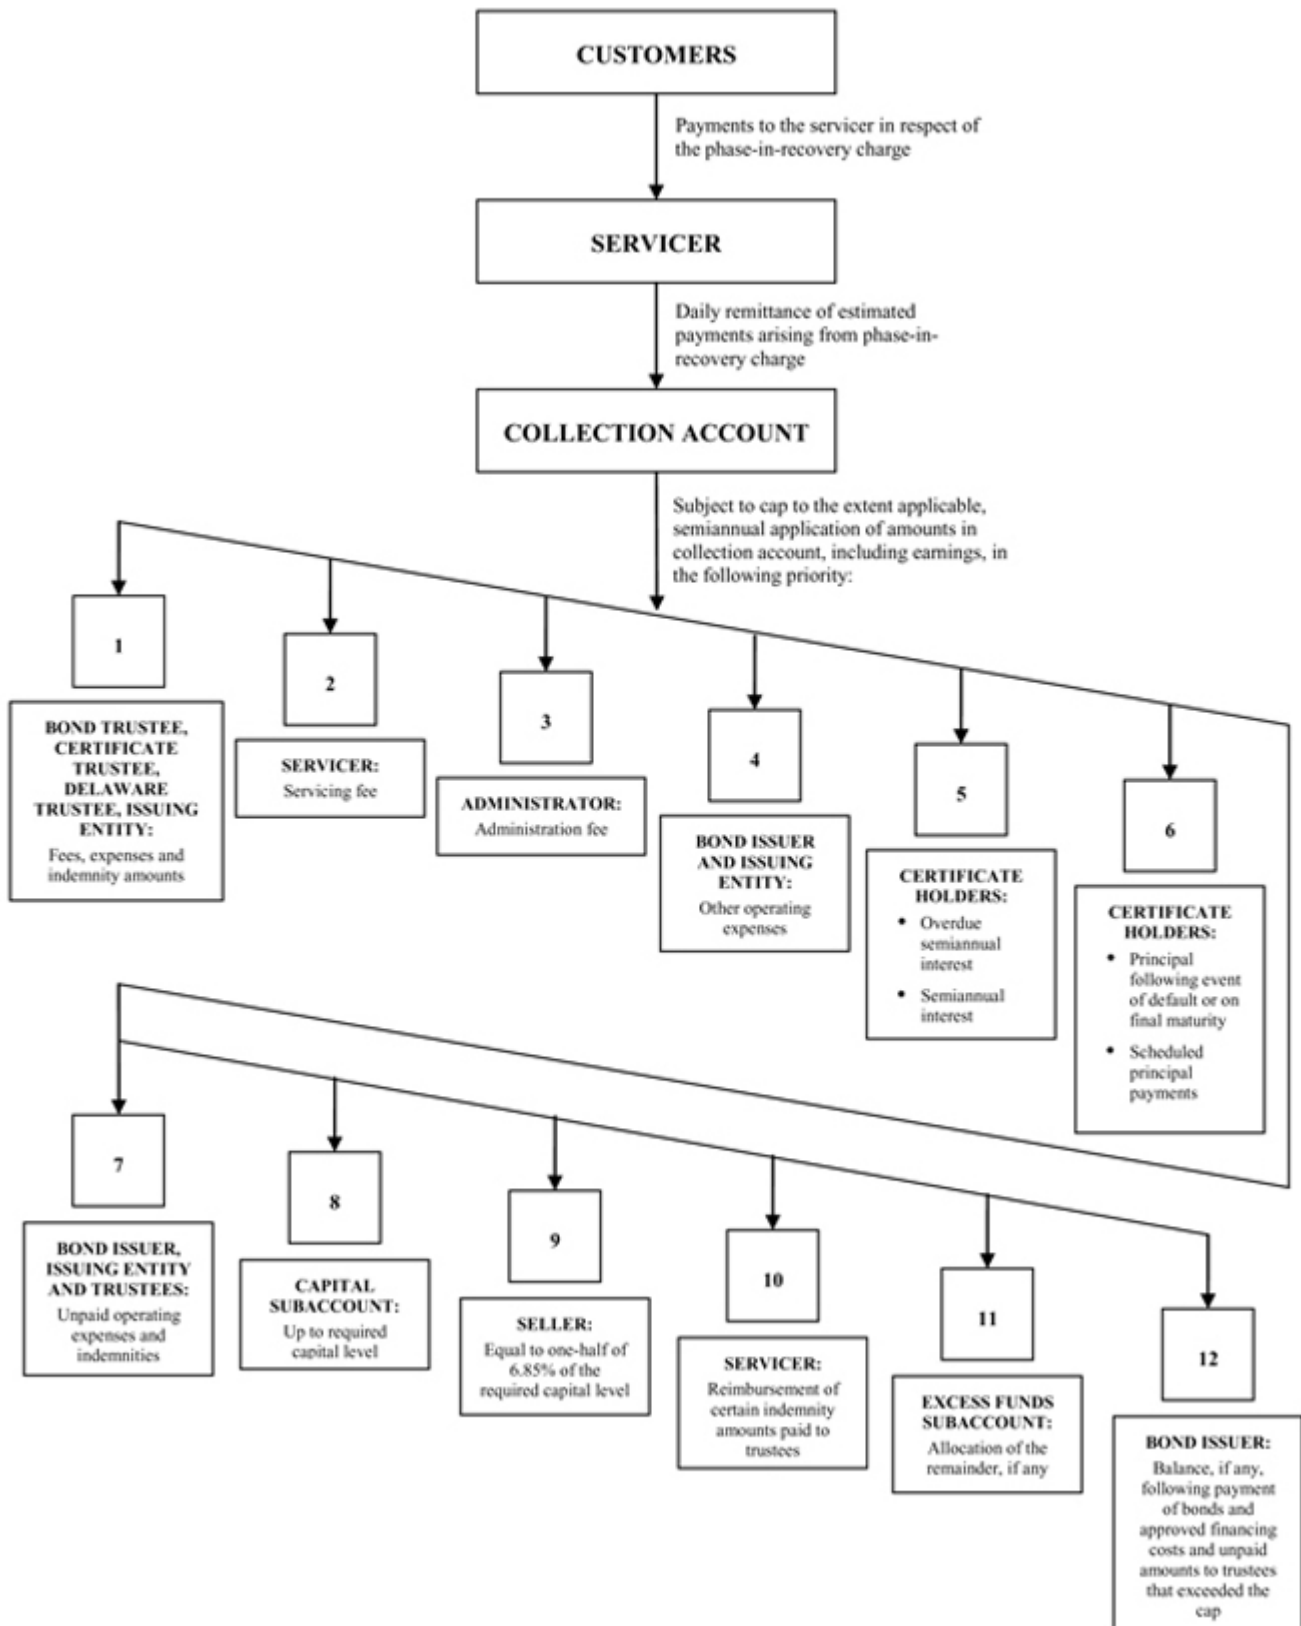 CUSTOMERS
Payments to the servicer in respect of
the phase-in-recovery charge
SERVICER
Daily remittance of estimated
payments arising from phase-in-
recovery charge
COLLECTION ACCOUNT
Subject to cap to the extent applicable,
semiannual application of amounts in
collection account, including earnings, in
the following priority:
1
BOND TRUSTEE,
CERTIFICATE
TRUSTEE,
DELAWARE
TRUSTEE, ISSUING
ENTITY:
Fees, expenses and
indemnity amounts
2
SERVICER:
Servicing fee
3
ADMINISTRATOR:
Administration fee
4
BOND ISSUER
AND ISSUING
ENTITY:
Other operating
expenses
5
CERTIFICATE
HOLDERS:
• Overdue
semiannual
interest
• Semiannual
interest
6
CERTIFICATE
HOLDERS:
• Principal
following event
of default or on
final maturity
• Scheduled
principal
payments
7
BOND ISSUER,
ISSUING ENTITY
AND TRUSTEES:
Unpaid operating
expenses and
indemnities
8
CAPITAL
SUBACCOUNT:
Up to required
capital level
9
SELLER:
Equal to one-half of
6.85% of the
required capital level
10
SERVICER:
Reimbursement of
certain indemnity
amounts paid to
trustees
11
EXCESS FUNDS
SUBACCOUNT:
Allocation of the
remainder, if any
12
BOND ISSUER:
Balance, if any,
following payment
of bonds and
approved financing
costs and unpaid
amounts to trustees
that exceeded the
cap